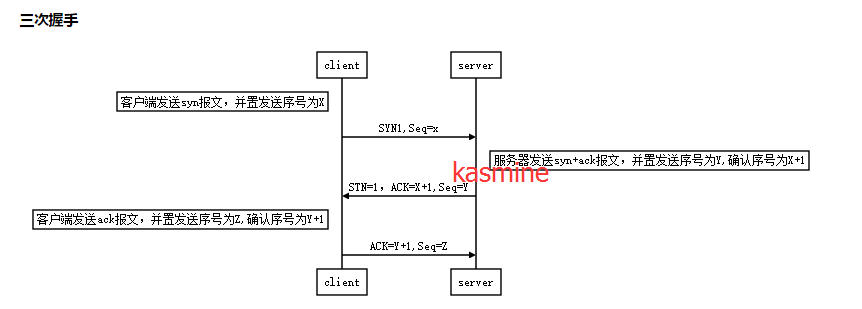 三次握手
client
server
客户端发送syn报文，并置发送序号为X
SYN1,Seq=x
服务器发送syn+ack报文，并置发送序号为Y,确认序号为X+1
kasmine
STN=1，ACK=X+1,Seq=Y
客户端发送ack报文，并置发送序号为Z,确认序号为Y+1
ACK=Y+1,Seq=Z
client
server